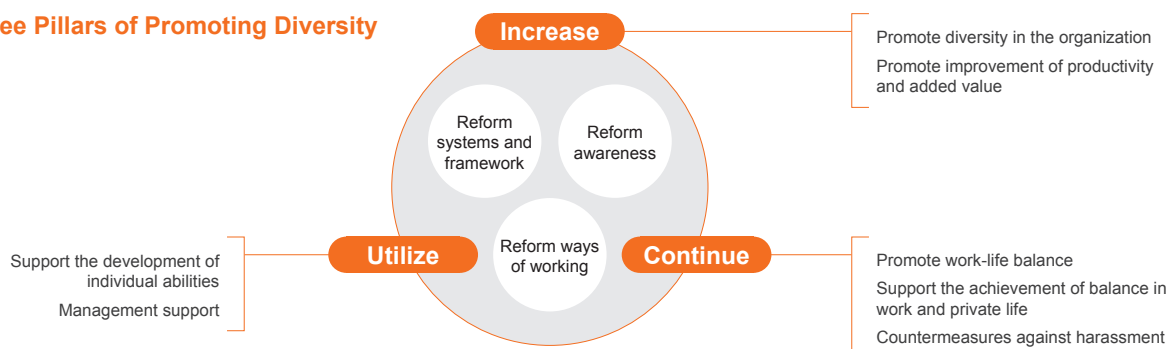 ee Pillars of Promoting Diversity
Increase
Promote diversity in the organization
Promote improvement of productivity
and added value
Reform
systems and
framework
Reform
awareness
Reform ways
of working
Utilize
Support the development of
individual abilities
Management support
Continue
Promote work-life balance
Support the achievement of balance in
work and private life
Countermeasures against harassment